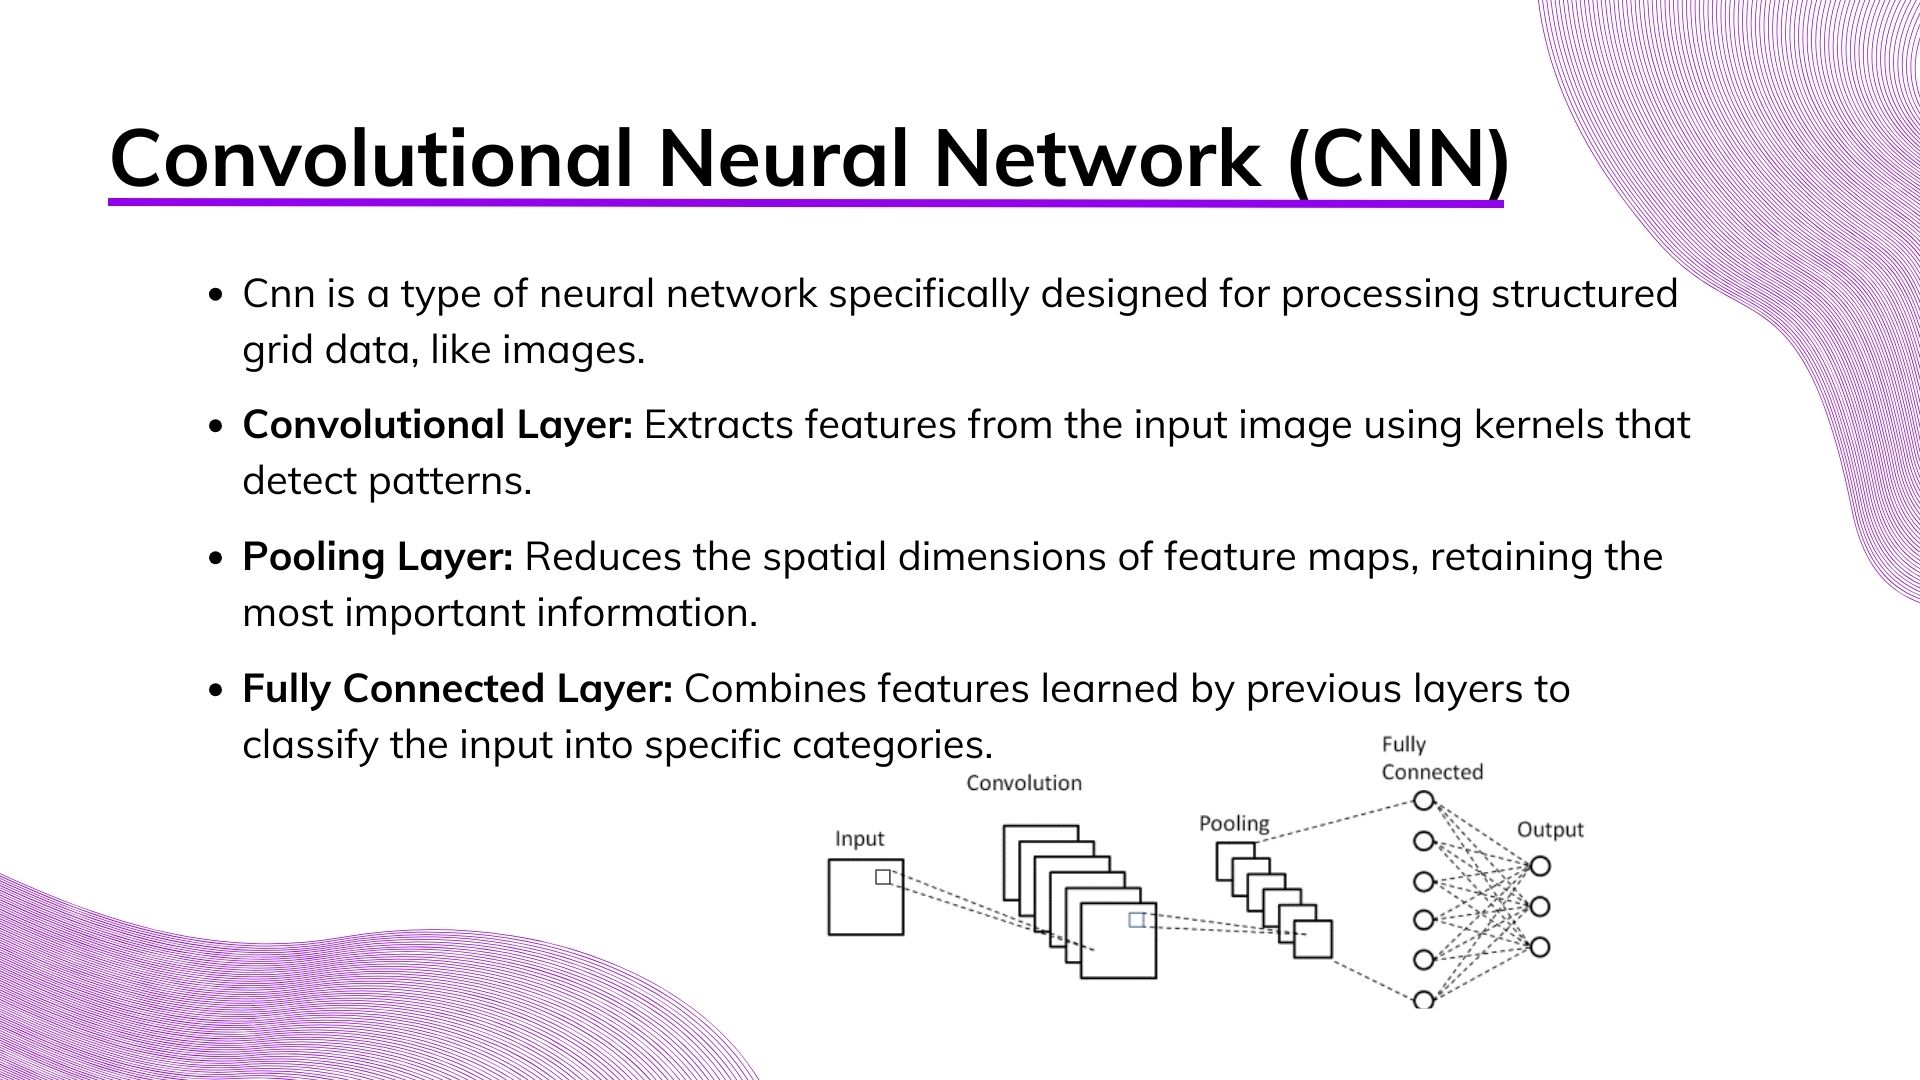 Convolutional Neural Network (CNN)
• Cnn is a type of neural network specifically designed for processing structured
grid data, like images.
• Convolutional Layer: Extracts features from the input image using kernels that
detect patterns.
• Pooling Layer: Reduces the spatial dimensions of feature maps, retaining the
most important information.
• Fully Connected Layer: Combines features learned by previous layers to
classify the input into specific categories.
Input
Convolution
Pooling
Fully
Connected
Output